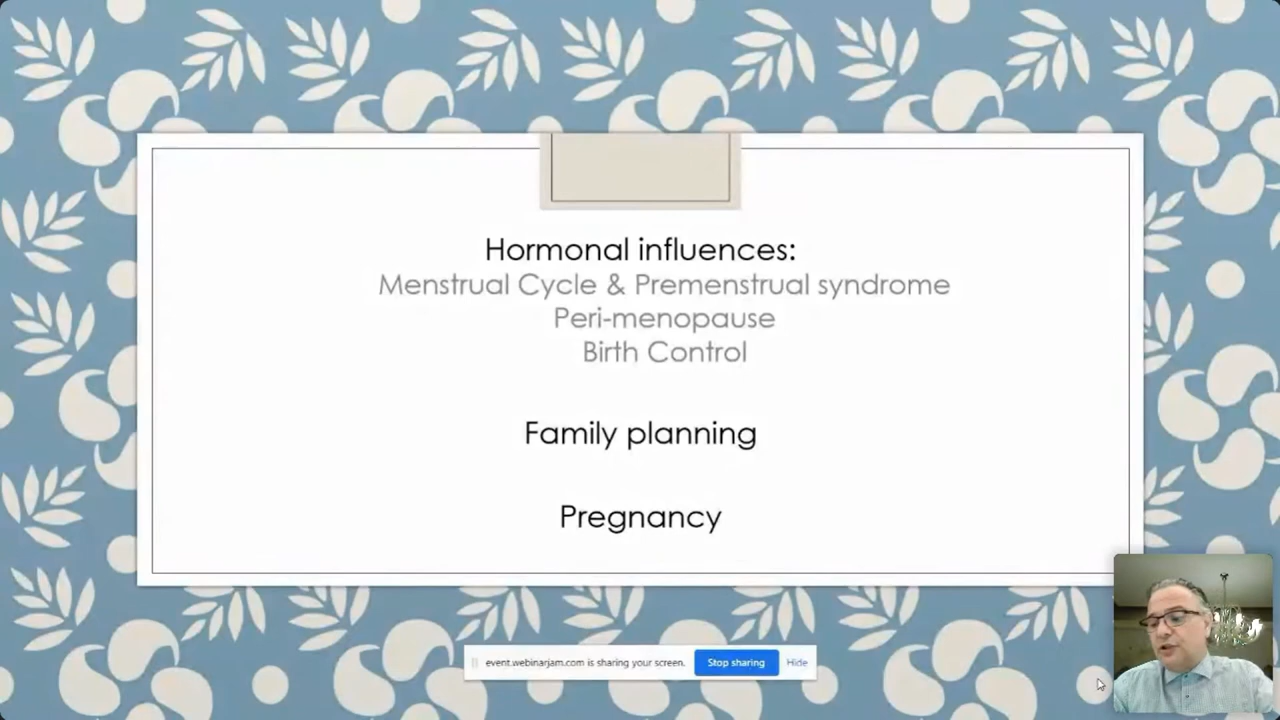 Hormonal influences:
Menstrual Cycle & Premenstrual syndrome
Peri-menopause
Birth Control
Family planning
Pregnancy
event.webinarjam.com is sharing your screen. Stop sharing Hide